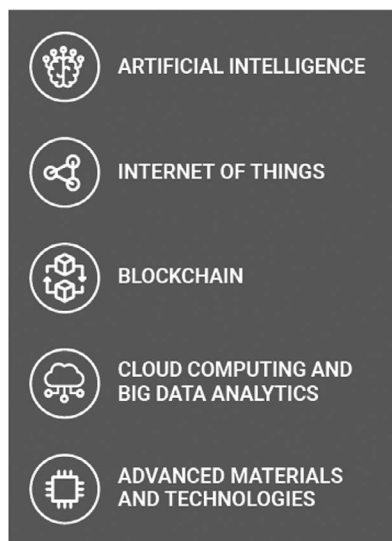 ARTIFICIAL INTELLIGENCE
INTERNET OF THINGS
BLOCKCHAIN
CLOUD COMPUTING AND
BIG DATA ANALYTICS
ADVANCED MATERIALS
AND TECHNOLOGIES